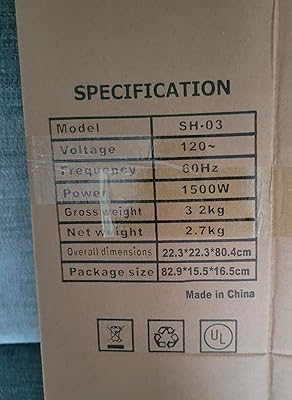 SPECIFICATION
Model SH-03
Voltage 120~
Frequency 60Hz
Power 1500W
Gross weight 3.2kg
Net weight 2.7kg
Overall dimensions 22.3*22.3*80.4cm
Package size 82.9*15.5*16.5cm
Made in China
UL